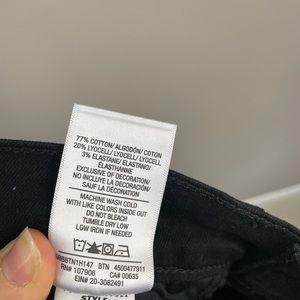 77% COTTON/ ALGODÓN/ COTON
20% LYOCELL/ LYOCELL/ LYOCELL
3% ELASTANE/ ELASTANO/
ÉLASTHANNE
EXCLUSIVE OF DECORATION/
NO INCLUYE LA DECORACIÓN/
SAUF LA DÉCORATION
MACHINE WASH COLD
WITH LIKE COLORS INSIDE OUT
DO NOT BLEACH
TUMBLE DRY LOW
LOW IRON IF NEEDED
BTN 4500477911
RN# 107906 CA# 00635
EIN# 20-3082491
STYLE